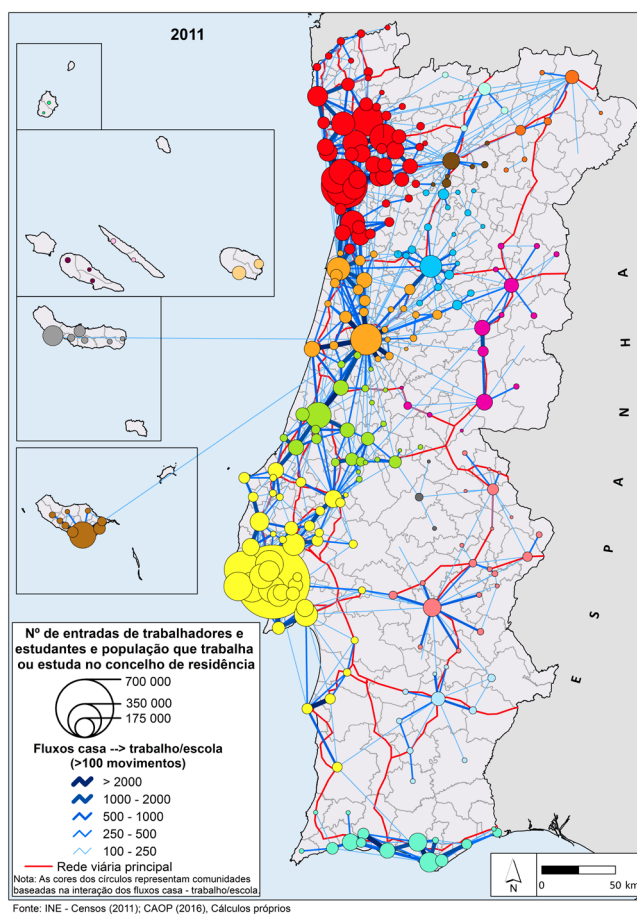 2011
ESPANHA
Nº de entradas de trabalhadores e
estudantes e população que trabalha
ou estuda no concelho de residência
700 000
350 000
175 000
Fluxos casa --> trabalho/escola
(>100 movimentos)
> 2000
1000 - 2000
500 - 1000
250 - 500
100 - 250
Rede viária principal
Nota: As cores dos círculos representam comunidades
baseadas na interação dos fluxos casa - trabalho/escola.
N
0 50 km
Fonte: INE - Censos (2011); CAOP (2016), Cálculos próprios